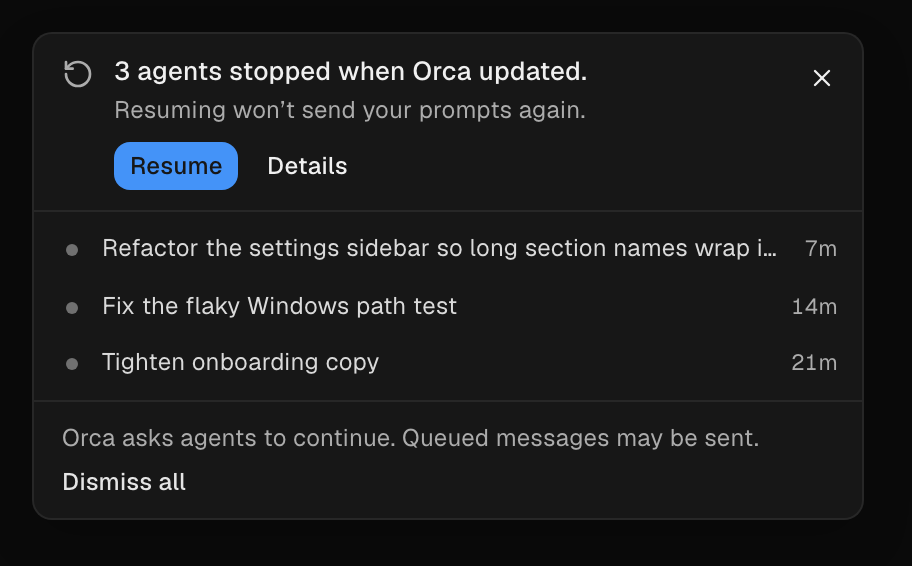 3 agents stopped when Orca updated.
Resuming won’t send your prompts again.
Resume Details
Refactor the settings sidebar so long section names wrap i... 7m
Fix the flaky Windows path test 14m
Tighten onboarding copy 21m
Orca asks agents to continue. Queued messages may be sent.
Dismiss all